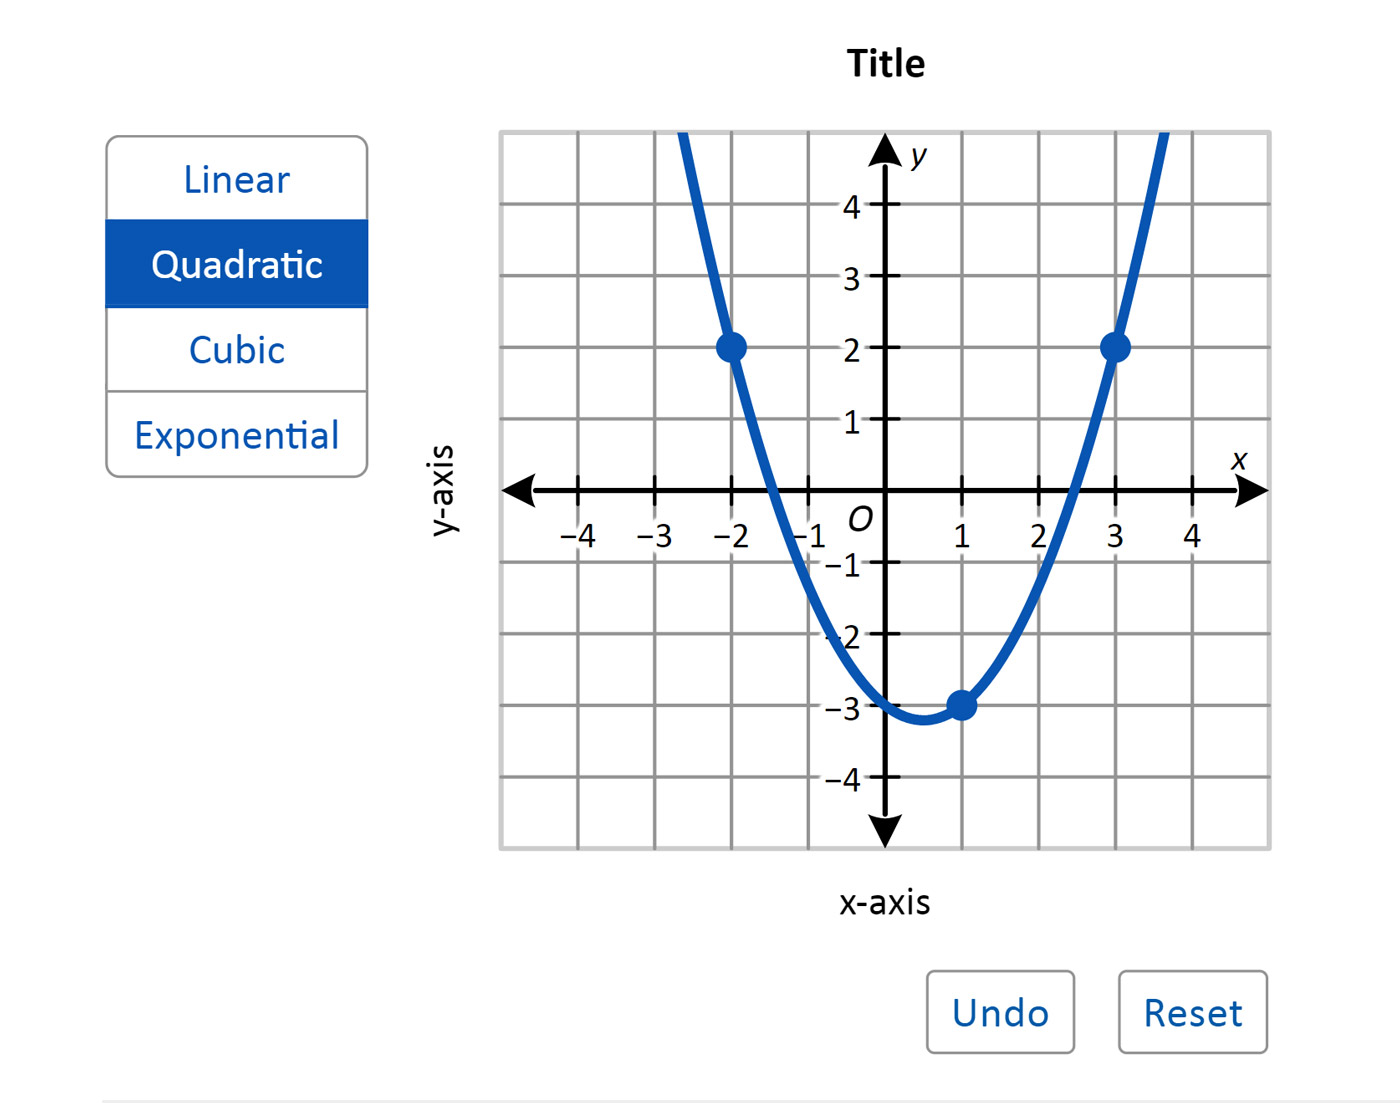 Title
Linear
Quadratic
Cubic
Exponential
y-axis
y
4
3
2
1
x
O
−4 −3 −2 −1 1 2 3 4
−1
−2
−3
−4
x-axis
Undo Reset